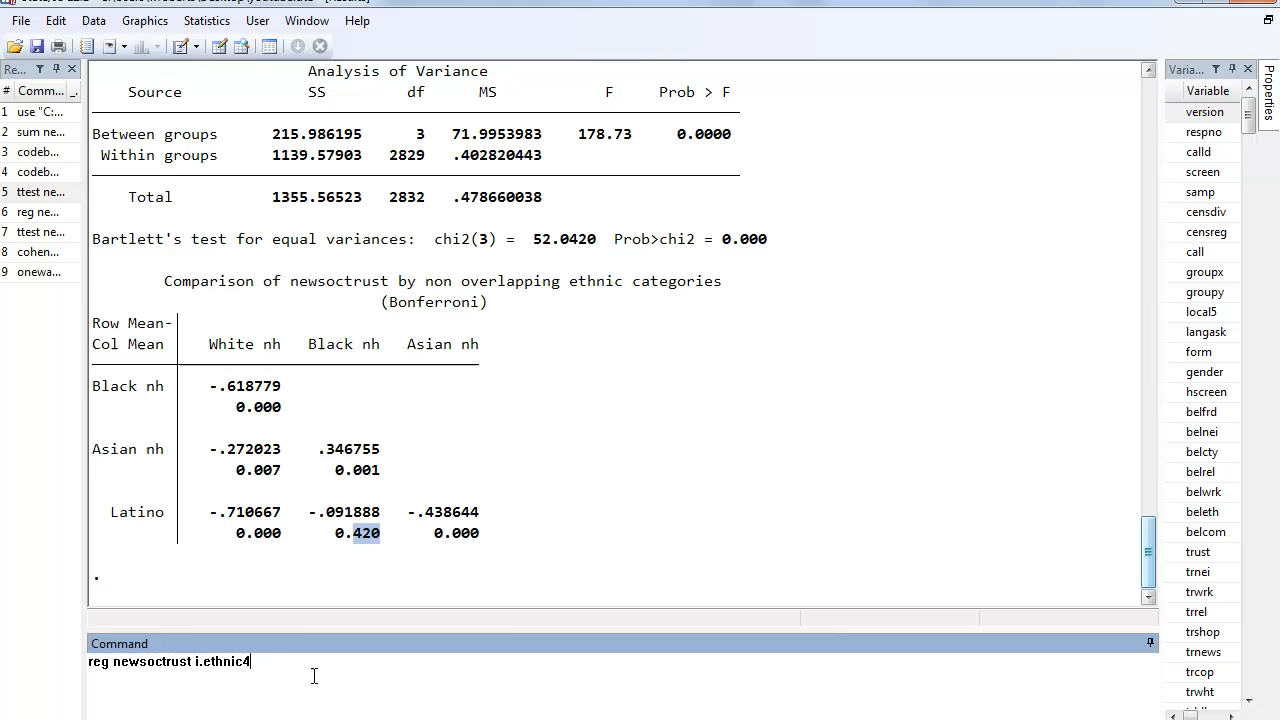 File Edit Data Graphics Statistics User Window Help
Re...
# Comm... _.
1 use "C:...
2 sum ne...
3 codeb...
4 codeb...
5 ttest ne...
6 reg ne...
7 ttest ne...
8 cohen...
9 onewa...
Analysis of Variance
Source SS df MS F Prob > F
Between groups 215.986195 3 71.9953983 178.73 0.0000
Within groups 1139.57903 2829 .402820443
Total 1355.56523 2832 .478660038
Bartlett's test for equal variances: chi2(3) = 52.0420 Prob>chi2 = 0.000
Comparison of newsoctrust by non overlapping ethnic categories
(Bonferroni)
Row Mean-
Col Mean White nh Black nh Asian nh
Black nh -.618779
0.000
Asian nh -.272023 .346755
0.007 0.001
Latino -.710667 -.091888 -.438644
0.000 0.420 0.000
.
Command
reg newsoctrust i.ethnic4
Varia...
Variable
version
respno
calld
screen
samp
censdiv
censreg
call
groupx
groupy
local5
langask
form
gender
hscreen
belfrd
belnei
belcty
belrel
belwrk
beleth
belcom
trust
trnei
trwrk
trrel
trshop
trnews
trcop
trwht
Properties